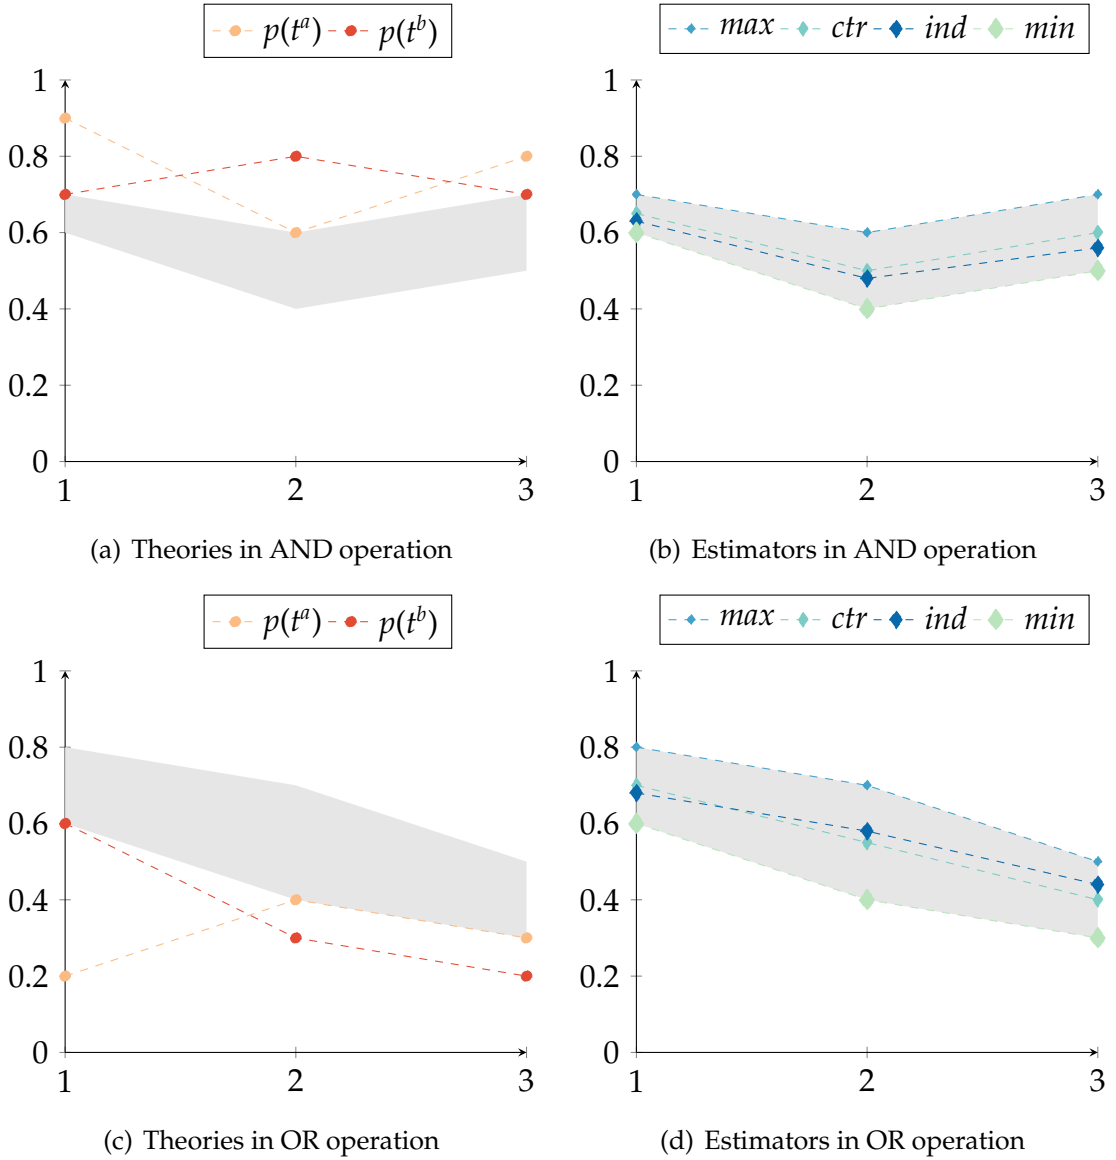 p(tᵃ) p(tᵇ)
1
0.8
0.6
0.4
0.2
0
1 2 3
(a) Theories in AND operation
max ctr ind min
1
0.8
0.6
0.4
0.2
0
1 2 3
(b) Estimators in AND operation
p(tᵃ) p(tᵇ)
1
0.8
0.6
0.4
0.2
0
1 2 3
(c) Theories in OR operation
max ctr ind min
1
0.8
0.6
0.4
0.2
0
1 2 3
(d) Estimators in OR operation